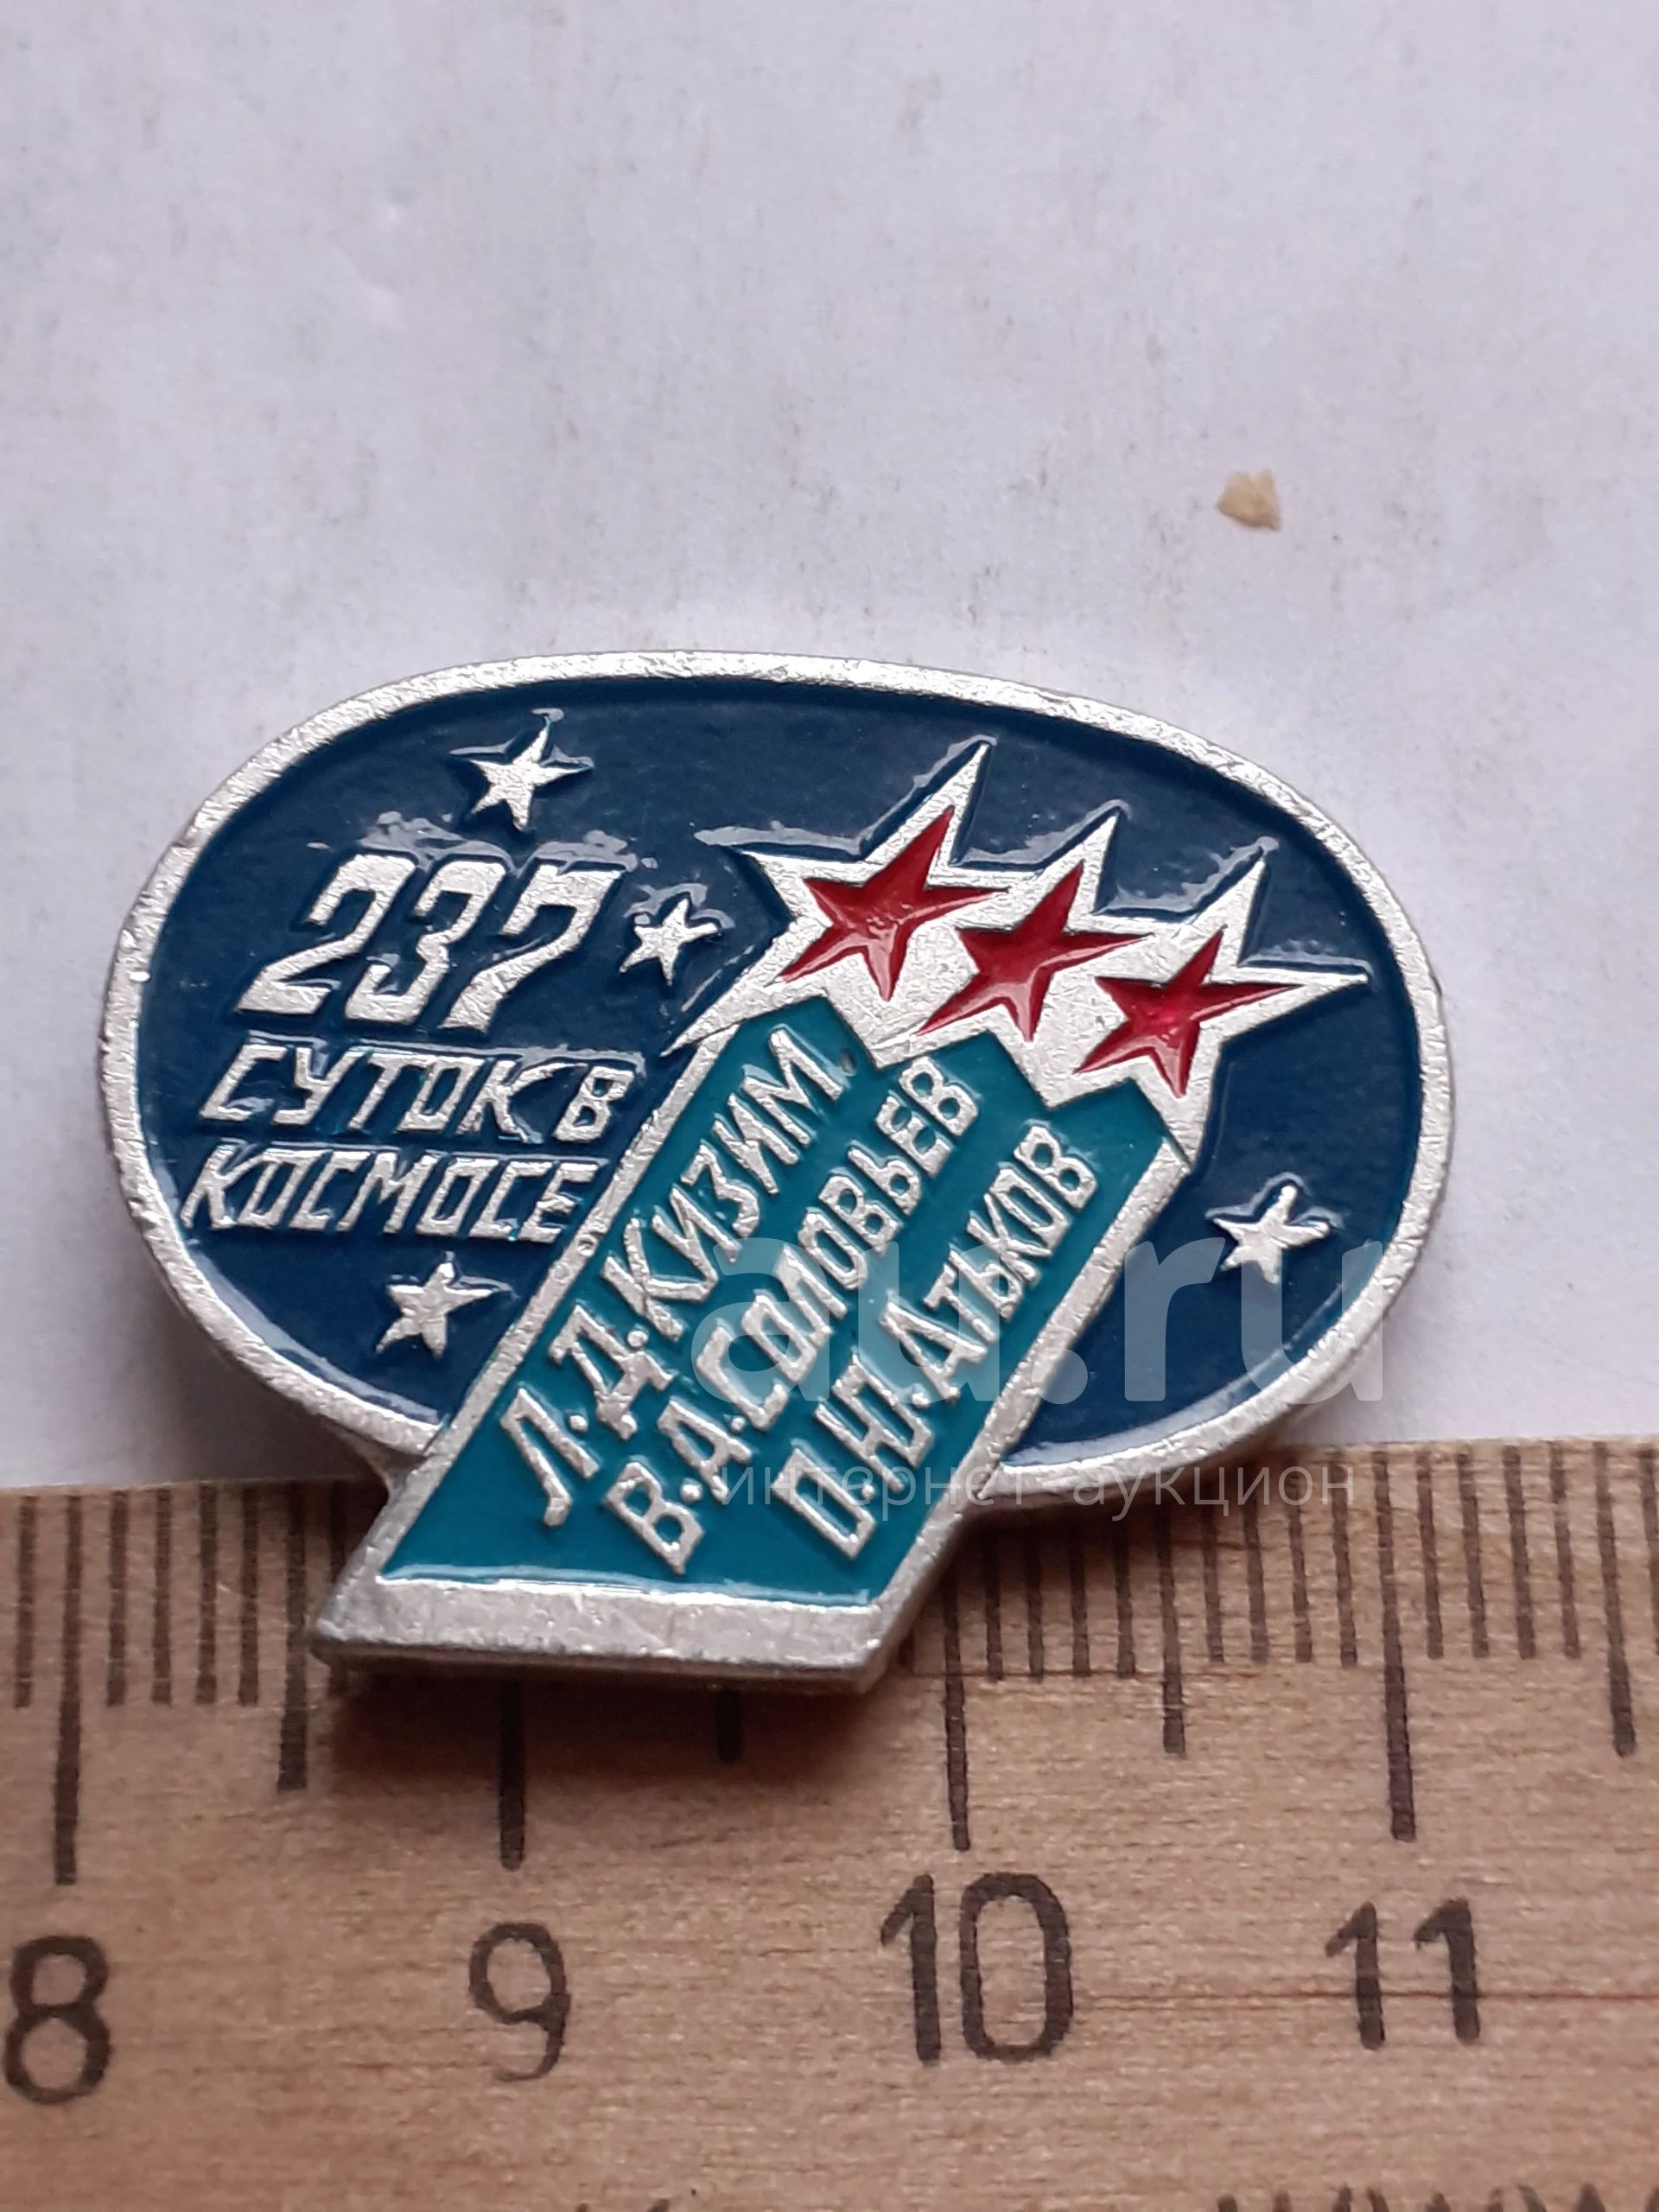 237
СУТОК В
КОСМОСЕ
Л.Д.КИЗИМ.
В.А.СОЛОВЬЕВ
О.Ю.АТЬКОВ
au.ru
интернет-аукцион
8 9 10 11